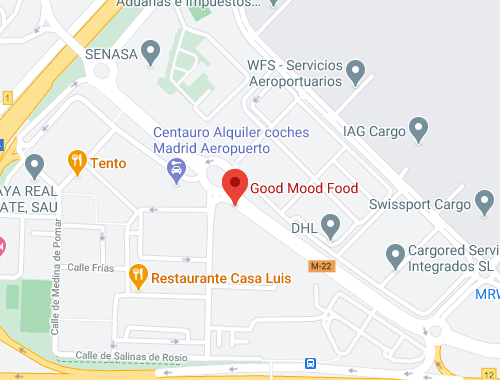 Aduanas e Impuestos...
SENASA
WFS - Servicios
Aeroportuarios
1
IAG Cargo
Centauro Alquiler coches
Madrid Aeropuerto
Tento
Good Mood Food
AYA REAL
ATE, SAU
Swissport Cargo
DHL
Calle de Medina de Pomar
Cargored Servi
Integrados SL
Calle Frías
M-22
Restaurante Casa Luis
MRW
Calle de Salinas de Rosío
12